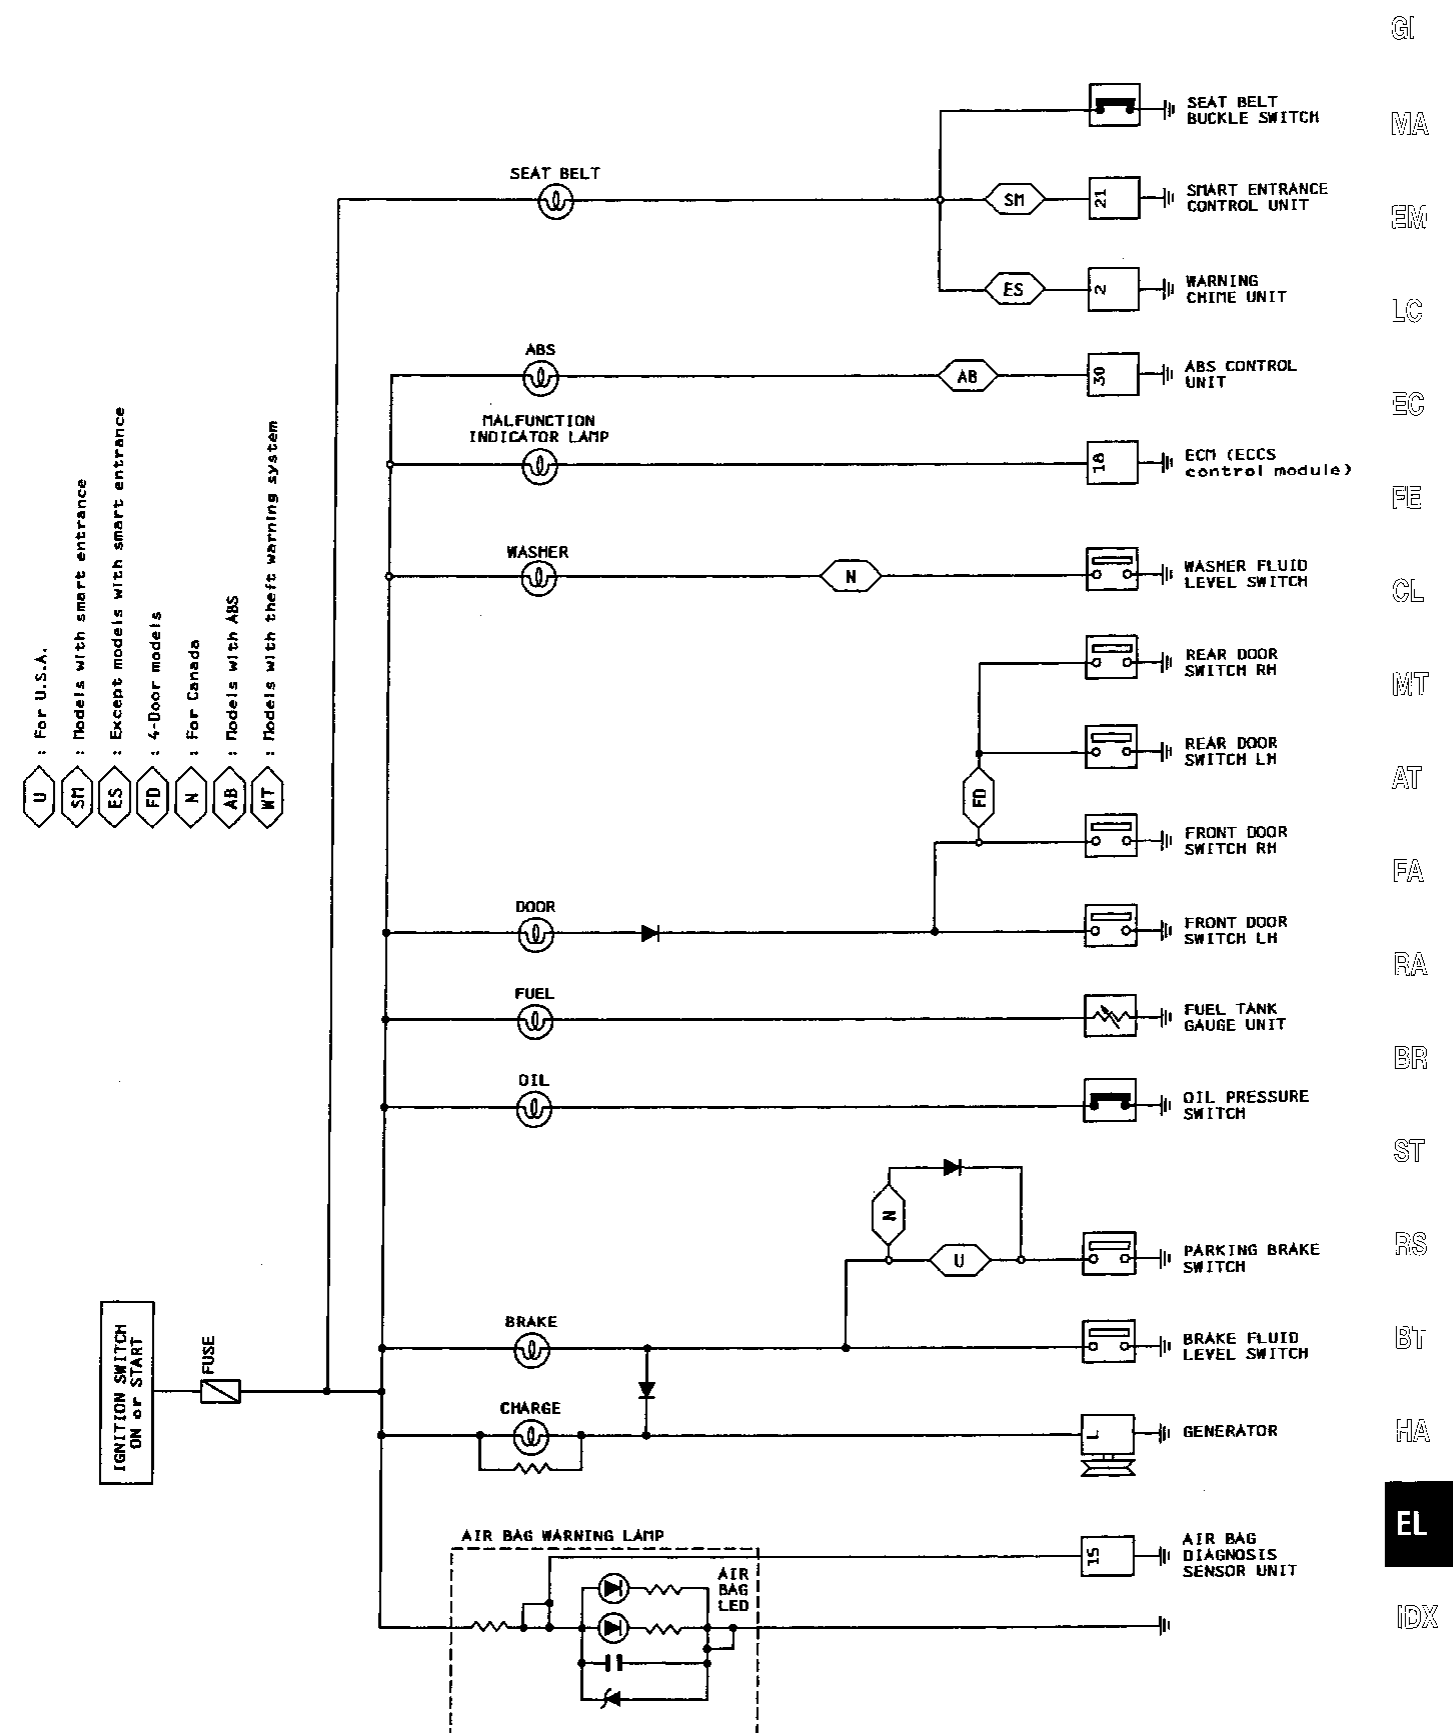 GI
MA
EM
LC
EC
FE
CL
MT
AT
FA
RA
BR
ST
RS
BT
HA
EL
IDX
SEAT BELT
SEAT BELT
BUCKLE SWITCH
SM
21
SMART ENTRANCE
CONTROL UNIT
ES
2
WARNING
CHIME UNIT
ABS
AB
30
ABS CONTROL
UNIT
MALFUNCTION
INDICATOR LAMP
18
ECM (ECCS
control module)
WASHER
N
WASHER FLUID
LEVEL SWITCH
REAR DOOR
SWITCH RH
REAR DOOR
SWITCH LH
FD
FRONT DOOR
SWITCH RH
DOOR
FRONT DOOR
SWITCH LH
FUEL
FUEL TANK
GAUGE UNIT
OIL
OIL PRESSURE
SWITCH
N
U
PARKING BRAKE
SWITCH
BRAKE
BRAKE FLUID
LEVEL SWITCH
CHARGE
L
GENERATOR
AIR BAG WARNING LAMP
AIR
BAG
LED
15
AIR BAG
DIAGNOSIS
SENSOR UNIT
IGNITION SWITCH
ON or START
FUSE
U : For U.S.A.
SM : Models with smart entrance
ES : Except models with smart entrance
FD : 4-Door models
N : For Canada
AB : Models with ABS
WT : Models with theft warning system